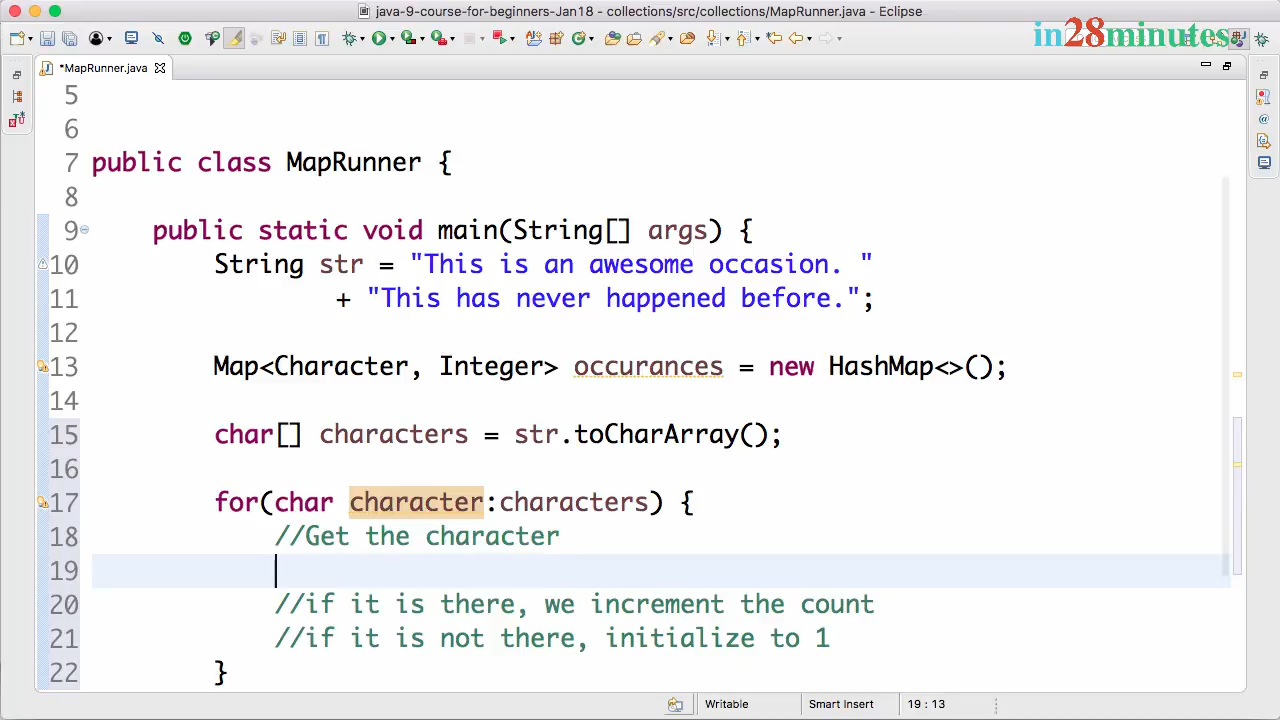 java-9-course-for-beginners-Jan18 - collections/src/collections/MapRunner.java - Eclipse
in28minutes
*MapRunner.java
5
6
7 public class MapRunner {
8
9 public static void main(String[] args) {
10 String str = "This is an awesome occasion. "
11 + "This has never happened before.";
12
13 Map<Character, Integer> occurances = new HashMap<>();
14
15 char[] characters = str.toCharArray();
16
17 for(char character:characters) {
18 //Get the character
19
20 //if it is there, we increment the count
21 //if it is not there, initialize to 1
22 }
Writable Smart Insert 19 : 13